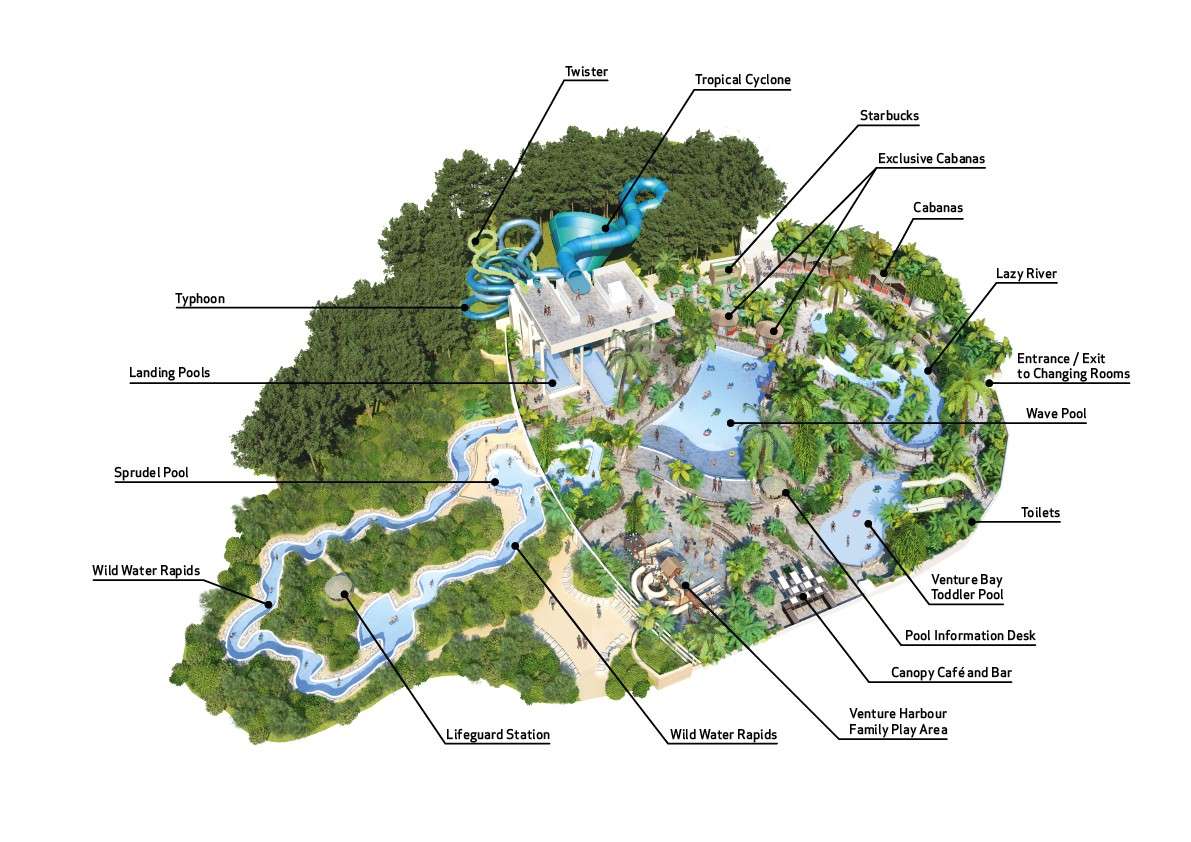 Twister
Tropical Cyclone
Starbucks
Exclusive Cabanas
Cabanas
Lazy River
Typhoon
Entrance / Exit
to Changing Rooms
Landing Pools
Wave Pool
Sprudel Pool
Toilets
Wild Water Rapids
Venture Bay
Toddler Pool
Pool Information Desk
Canopy Café and Bar
Venture Harbour
Family Play Area
Lifeguard Station
Wild Water Rapids